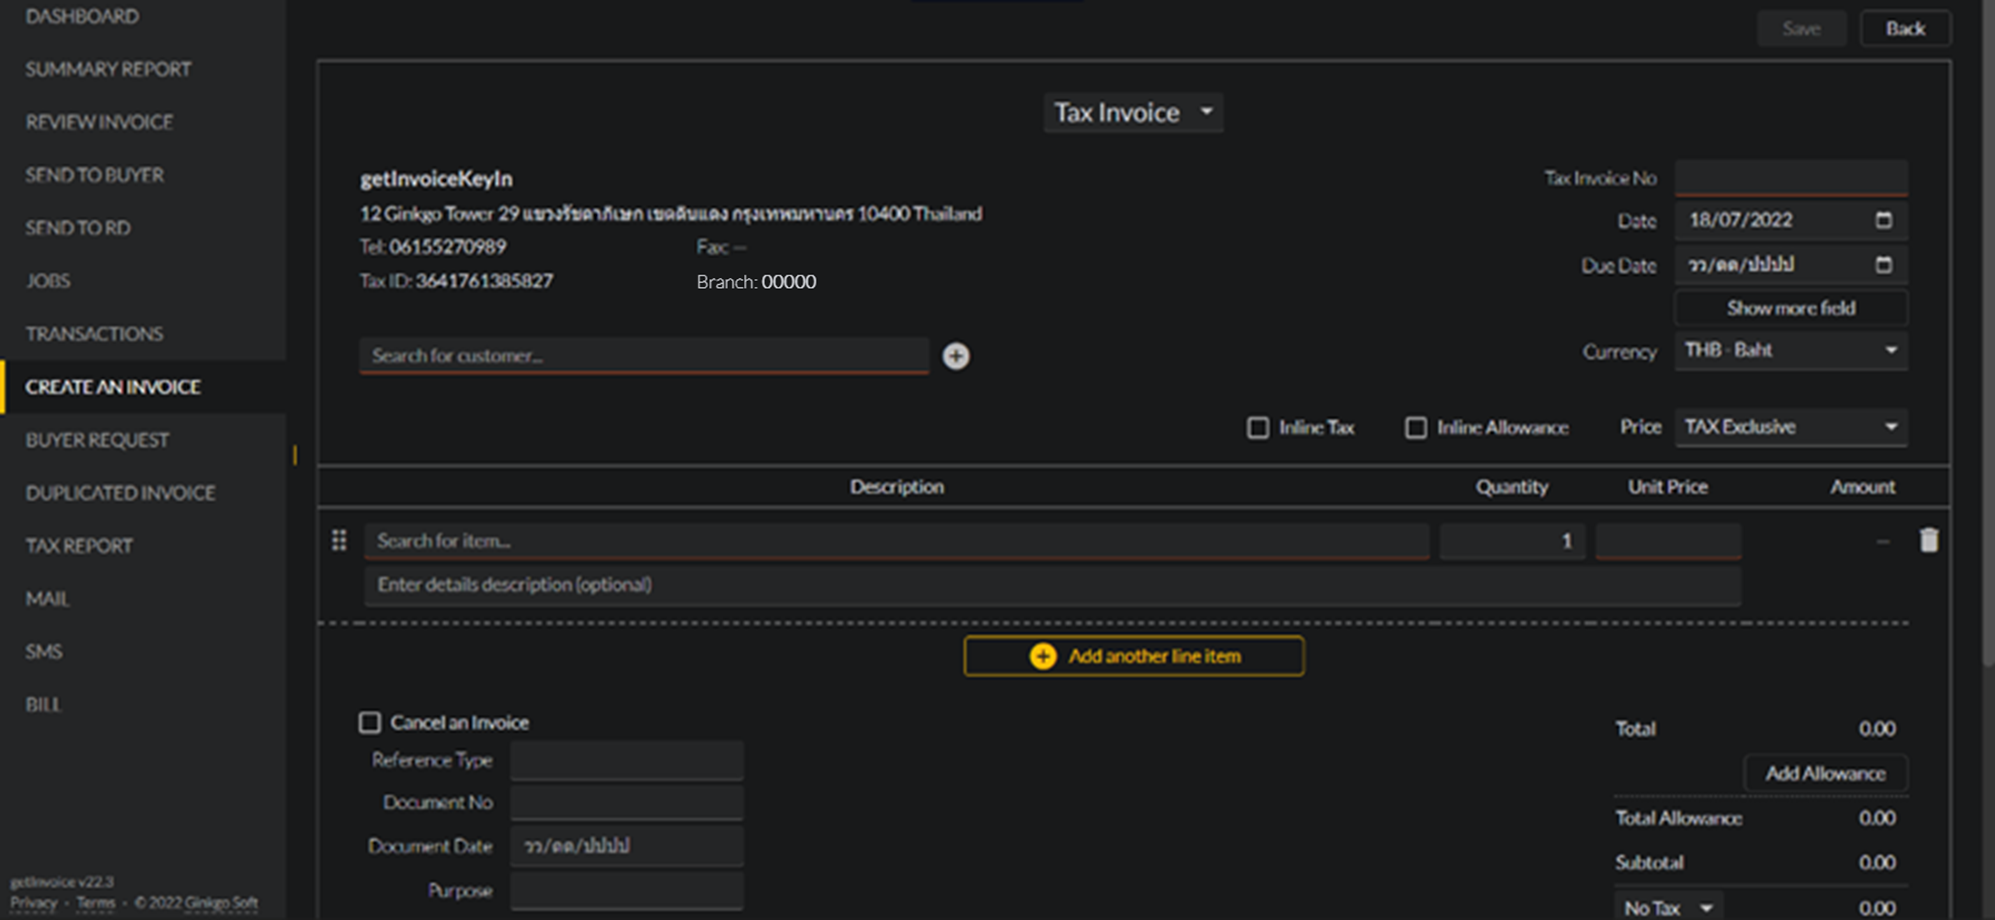 DASHBOARD
SUMMARY REPORT
REVIEW INVOICE
SEND TO BUYER
SEND TO RD
JOBS
TRANSACTIONS
CREATE AN INVOICE
BUYER REQUEST
DUPLICATED INVOICE
TAX REPORT
MAIL
SMS
BILL
getInvoice v22.3
Privacy - Terms - © 2022 Ginkgo Soft
Save Back
Tax Invoice
getInvoiceKeyIn
12 Ginkgo Tower 29 แขวงรัชดาภิเษก เขตดินแดง กรุงเทพมหานคร 10400 Thailand
Tel: 06155270989 Fax: —
Tax ID: 3641761385827 Branch: 00000
Search for customer...
Tax Invoice No
Date 18/07/2022
Due Date วว/ดด/ปปปป
Show more field
Currency THB - Baht
Inline Tax Inline Allowance Price TAX Exclusive
Description Quantity Unit Price Amount
Search for item... 1 —
Enter details description (optional)
Add another line item
Cancel an Invoice
Reference Type
Document No
Document Date วว/ดด/ปปปป
Purpose
Total 0.00
Add Allowance
Total Allowance 0.00
Subtotal 0.00
No Tax 0.00